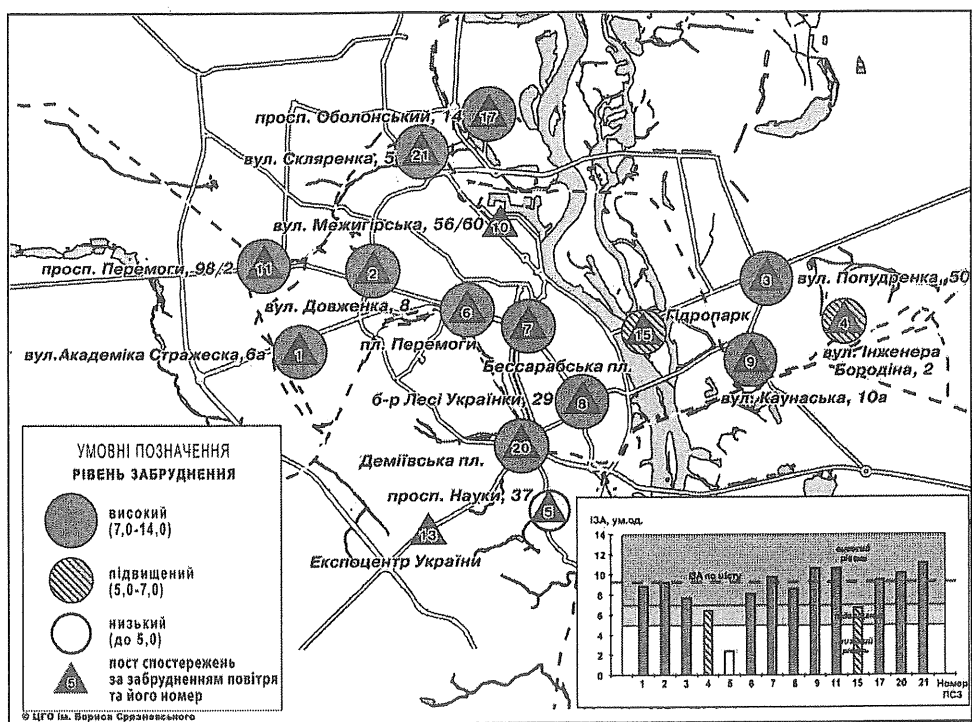 просп. Оболонський, 14
17
вул. Скляренка, 5
21
вул. Межигірська, 56/60
10
просп. Перемоги, 98/2
11
2
3
вул. Попудренка, 50
вул. Довженка, 8
6
7
15
Гідропарк
4
вул. Академіка Стражеска, 6а
1
пл. Перемоги
9
вул. Інженера
Бородіна, 2
Бессарабська пл.
б-р Лесі Українки, 29
8
вул. Каунаська, 10а
Деміївська пл.
20
просп. Науки, 37
5
13
Експоцентр України
УМОВНІ ПОЗНАЧЕННЯ
РІВЕНЬ ЗАБРУДНЕННЯ
високий
(7,0-14,0)
підвищений
(5,0-7,0)
низький
(до 5,0)
5
пост спостережень
за забрудненням повітря
та його номер
© ЦГО ім. Бориса Срезневського
ІЗА, ум.од.
14
12
10
8
6
4
2
0
високий
рівень
ІЗА по місту
низький
рівень
1 2 3 4 5 6 7 8 9 11 15 17 20 21
Номер
ПСЗ